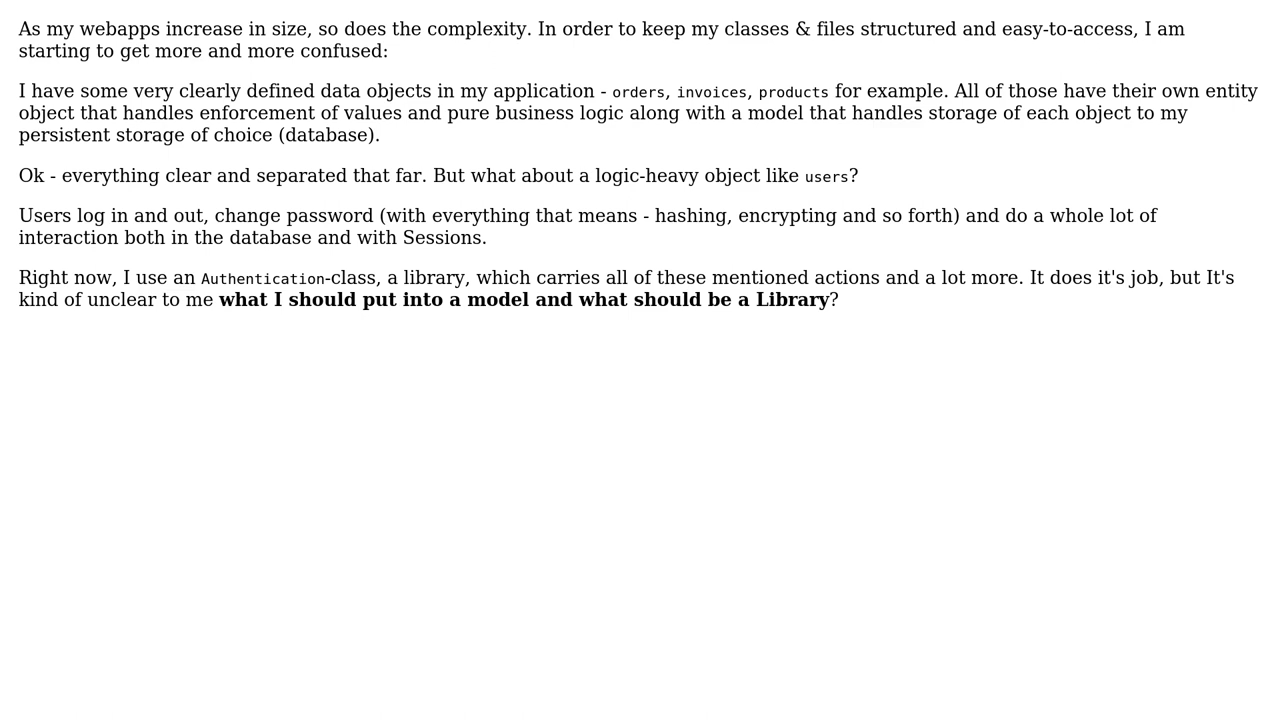 As my webapps increase in size, so does the complexity. In order to keep my classes & files structured and easy-to-access, I am
starting to get more and more confused:
I have some very clearly defined data objects in my application - orders, invoices, products for example. All of those have their own entity
object that handles enforcement of values and pure business logic along with a model that handles storage of each object to my
persistent storage of choice (database).
Ok - everything clear and separated that far. But what about a logic-heavy object like users?
Users log in and out, change password (with everything that means - hashing, encrypting and so forth) and do a whole lot of
interaction both in the database and with Sessions.
Right now, I use an Authentication-class, a library, which carries all of these mentioned actions and a lot more. It does it's job, but It's
kind of unclear to me what I should put into a model and what should be a Library?